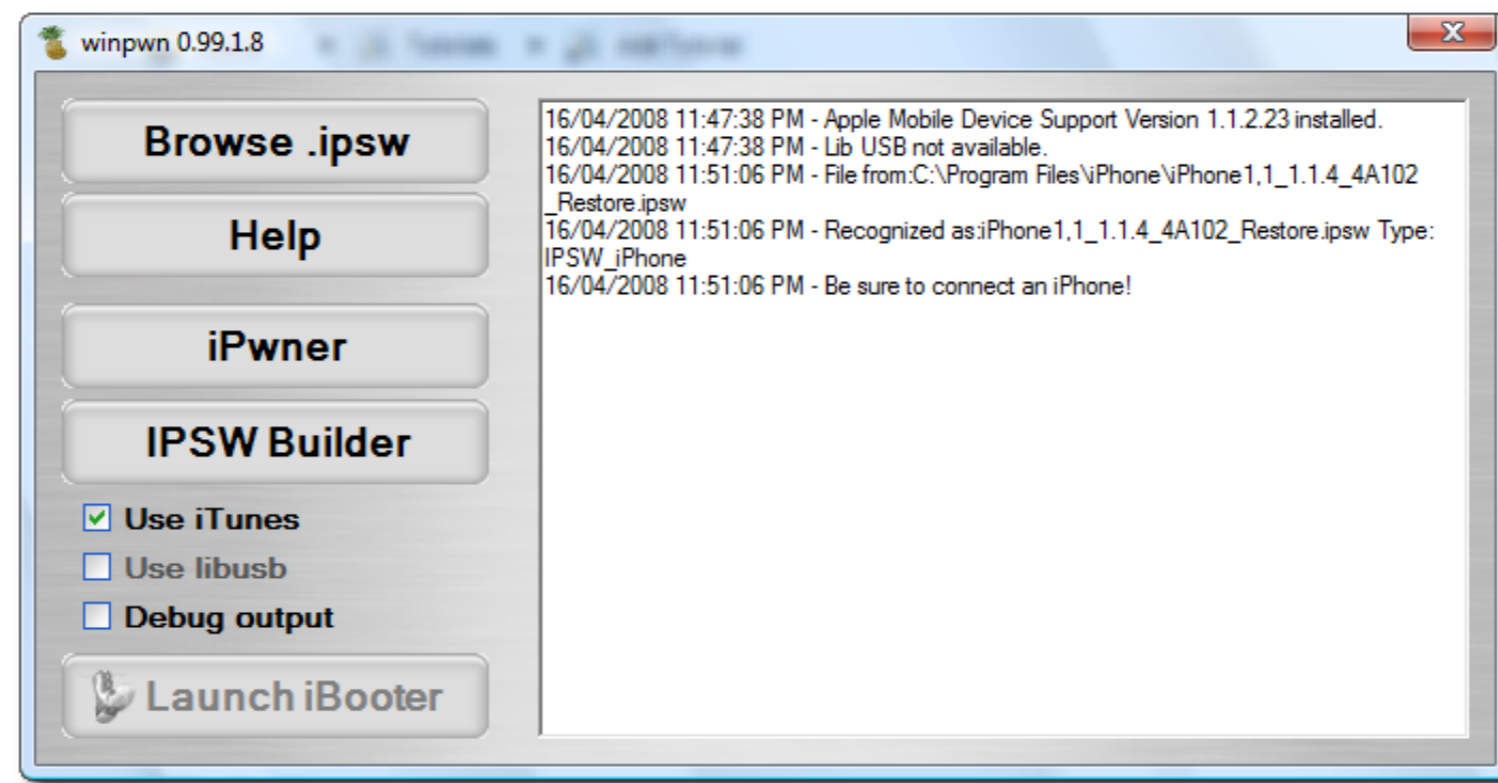 winpwn 0.99.1.8
Browse .ipsw
Help
iPwner
IPSW Builder
Use iTunes
Use libusb
Debug output
Launch iBooter
16/04/2008 11:47:38 PM - Apple Mobile Device Support Version 1.1.2.23 installed.
16/04/2008 11:47:38 PM - Lib USB not available.
16/04/2008 11:51:06 PM - File from:C:\Program Files\iPhone\iPhone1,1_1.1.4_4A102
_Restore.ipsw
16/04/2008 11:51:06 PM - Recognized as:iPhone1,1_1.1.4_4A102_Restore.ipsw Type:
IPSW_iPhone
16/04/2008 11:51:06 PM - Be sure to connect an iPhone!